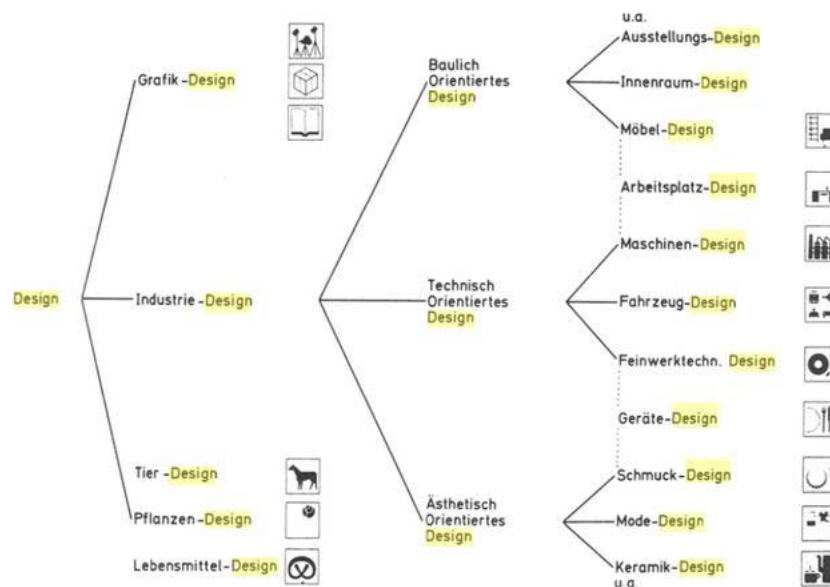 Design
Grafik-Design
Industrie-Design
Tier-Design
Pflanzen-Design
Lebensmittel-Design
Baulich
Orientiertes
Design
Technisch
Orientiertes
Design
Ästhetisch
Orientiertes
Design
u.a.
Ausstellungs-Design
Innenraum-Design
Möbel-Design
Arbeitsplatz-Design
Maschinen-Design
Fahrzeug-Design
Feinwerktechn. Design
Geräte-Design
Schmuck-Design
Mode-Design
Keramik-Design
u.a.